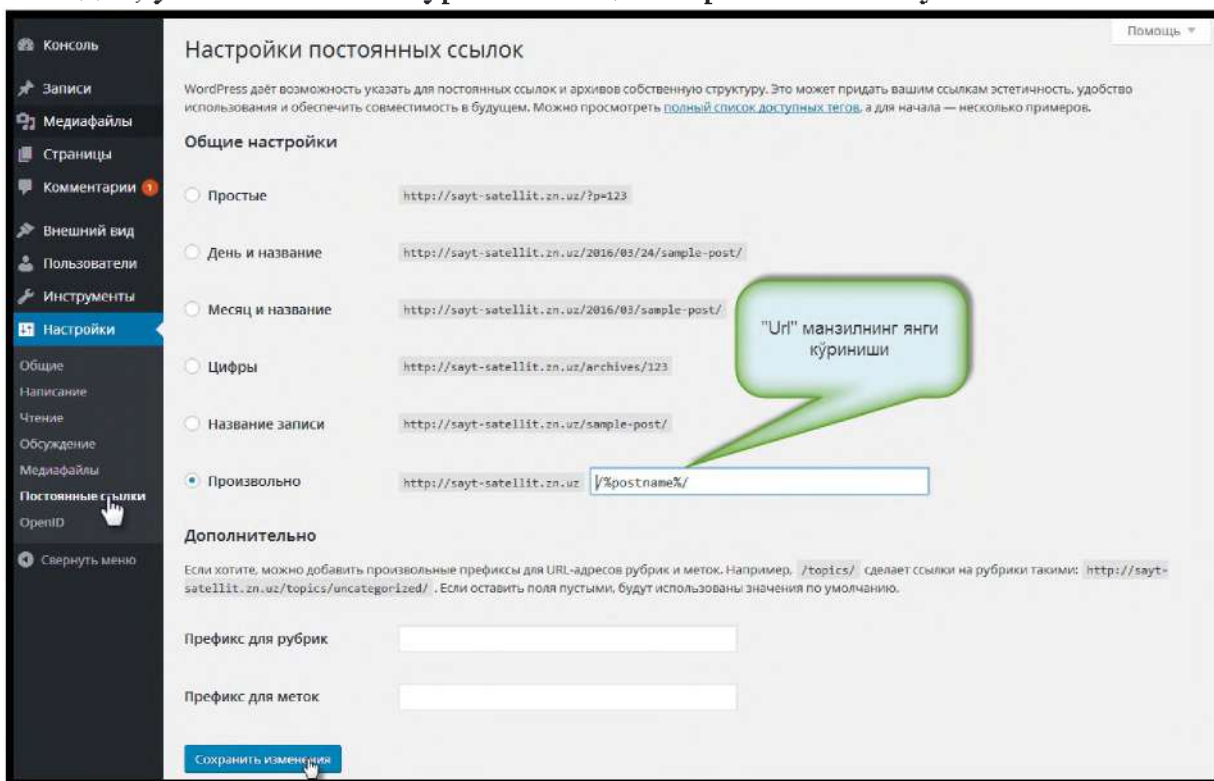 Помощь
Консоль
Записи
Медиафайлы
Страницы
Комментарии 1
Внешний вид
Пользователи
Инструменты
Настройки
Общие
Написание
Чтение
Обсуждение
Медиафайлы
Постоянные ссылки
OpenID
Свернуть меню
Настройки постоянных ссылок
WordPress даёт возможность указать для постоянных ссылок и архивов собственную структуру. Это может придать вашим ссылкам эстетичность, удобство
использования и обеспечить совместимость в будущем. Можно просмотреть полный список доступных тегов, а для начала — несколько примеров.
Общие настройки
Простые http://sayt-satellit.zn.uz/?p=123
День и название http://sayt-satellit.zn.uz/2016/03/24/sample-post/
Месяц и название http://sayt-satellit.zn.uz/2016/03/sample-post/
"Url" манзилнинг янги
кўриниши
Цифры http://sayt-satellit.zn.uz/archives/123
Название записи http://sayt-satellit.zn.uz/sample-post/
Произвольно http://sayt-satellit.zn.uz /%postname%/
Дополнительно
Если хотите, можно добавить произвольные префиксы для URL-адресов рубрик и меток. Например, /topics/ сделает ссылки на рубрики такими: http://sayt-
satellit.zn.uz/topics/uncategorized/ . Если оставить поля пустыми, будут использованы значения по умолчанию.
Префикс для рубрик
Префикс для меток
Сохранить изменения